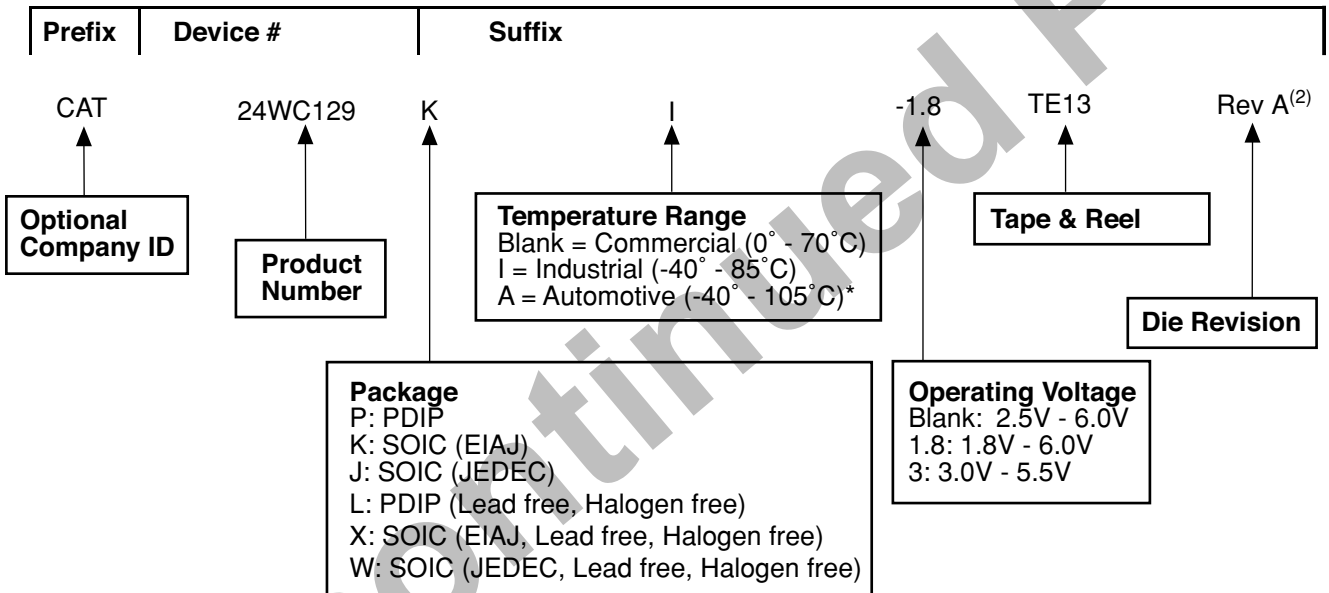 Prefix Device # Suffix
CAT 24WC129 K I -1.8 TE13 Rev A(2)
Optional
Company ID
Product
Number
Temperature Range
Blank = Commercial (0˚ - 70˚C)
I = Industrial (-40˚ - 85˚C)
A = Automotive (-40˚ - 105˚C)*
Tape & Reel
Die Revision
Package
P: PDIP
K: SOIC (EIAJ)
J: SOIC (JEDEC)
L: PDIP (Lead free, Halogen free)
X: SOIC (EIAJ, Lead free, Halogen free)
W: SOIC (JEDEC, Lead free, Halogen free)
Operating Voltage
Blank: 2.5V - 6.0V
1.8: 1.8V - 6.0V
3: 3.0V - 5.5V